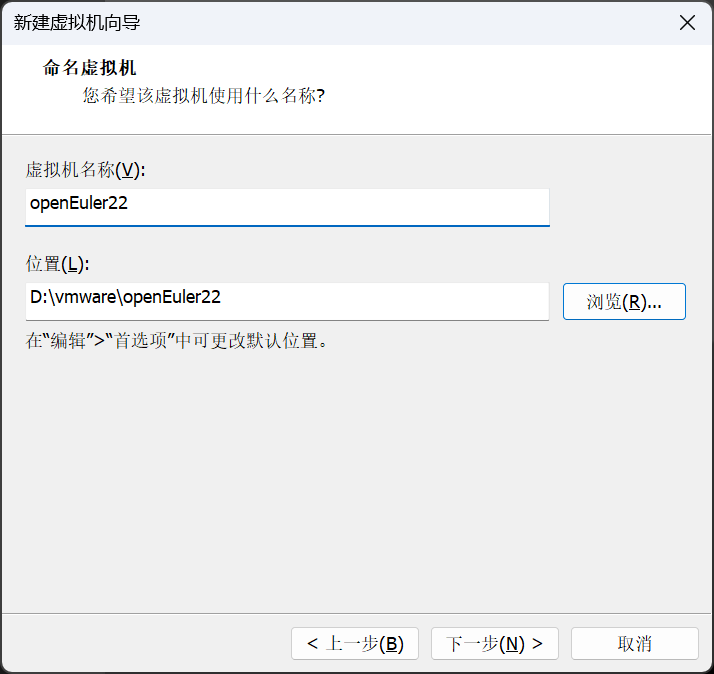 新建虚拟机向导
命名虚拟机
您希望该虚拟机使用什么名称?
虚拟机名称(V):
openEuler22
位置(L):
D:\vmware\openEuler22
浏览(R)...
在“编辑”>“首选项”中可更改默认位置。
< 上一步(B)
下一步(N) >
取消